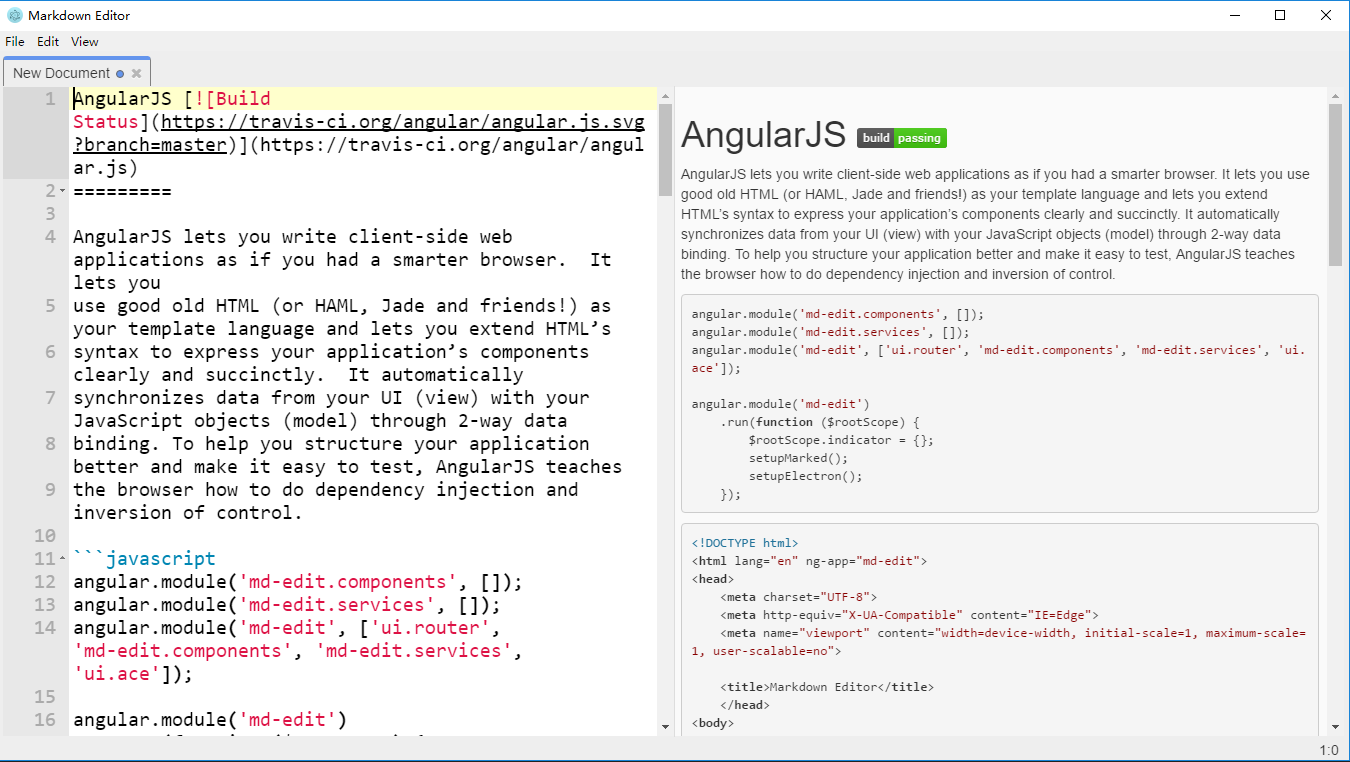 Markdown Editor
File Edit View
New Document
1 AngularJS [![Build
Status](https://travis-ci.org/angular/angular.js.svg
?branch=master)](https://travis-ci.org/angular/angul
ar.js)
2 =========
3
4 AngularJS lets you write client-side web
applications as if you had a smarter browser.  It
lets you
5 use good old HTML (or HAML, Jade and friends!) as
your template language and lets you extend HTML’s
6 syntax to express your application’s components
clearly and succinctly.  It automatically
7 synchronizes data from your UI (view) with your
JavaScript objects (model) through 2-way data
8 binding. To help you structure your application
better and make it easy to test, AngularJS teaches
9 the browser how to do dependency injection and
inversion of control.
10
11 ```javascript
12 angular.module('md-edit.components', []);
13 angular.module('md-edit.services', []);
14 angular.module('md-edit', ['ui.router',
'md-edit.components', 'md-edit.services',
'ui.ace']);
15
16 angular.module('md-edit')
AngularJS build passing
AngularJS lets you write client-side web applications as if you had a smarter browser. It lets you use
good old HTML (or HAML, Jade and friends!) as your template language and lets you extend
HTML’s syntax to express your application’s components clearly and succinctly. It automatically
synchronizes data from your UI (view) with your JavaScript objects (model) through 2-way data
binding. To help you structure your application better and make it easy to test, AngularJS teaches
the browser how to do dependency injection and inversion of control.
angular.module('md-edit.components', []);
angular.module('md-edit.services', []);
angular.module('md-edit', ['ui.router', 'md-edit.components', 'md-edit.services', 'ui.
ace']);
angular.module('md-edit')
.run(function ($rootScope) {
$rootScope.indicator = {};
setupMarked();
setupElectron();
});
<!DOCTYPE html>
<html lang="en" ng-app="md-edit">
<head>
<meta charset="UTF-8">
<meta http-equiv="X-UA-Compatible" content="IE=Edge">
<meta name="viewport" content="width=device-width, initial-scale=1, maximum-scale=
1, user-scalable=no">
<title>Markdown Editor</title>
</head>
<body>
1:0